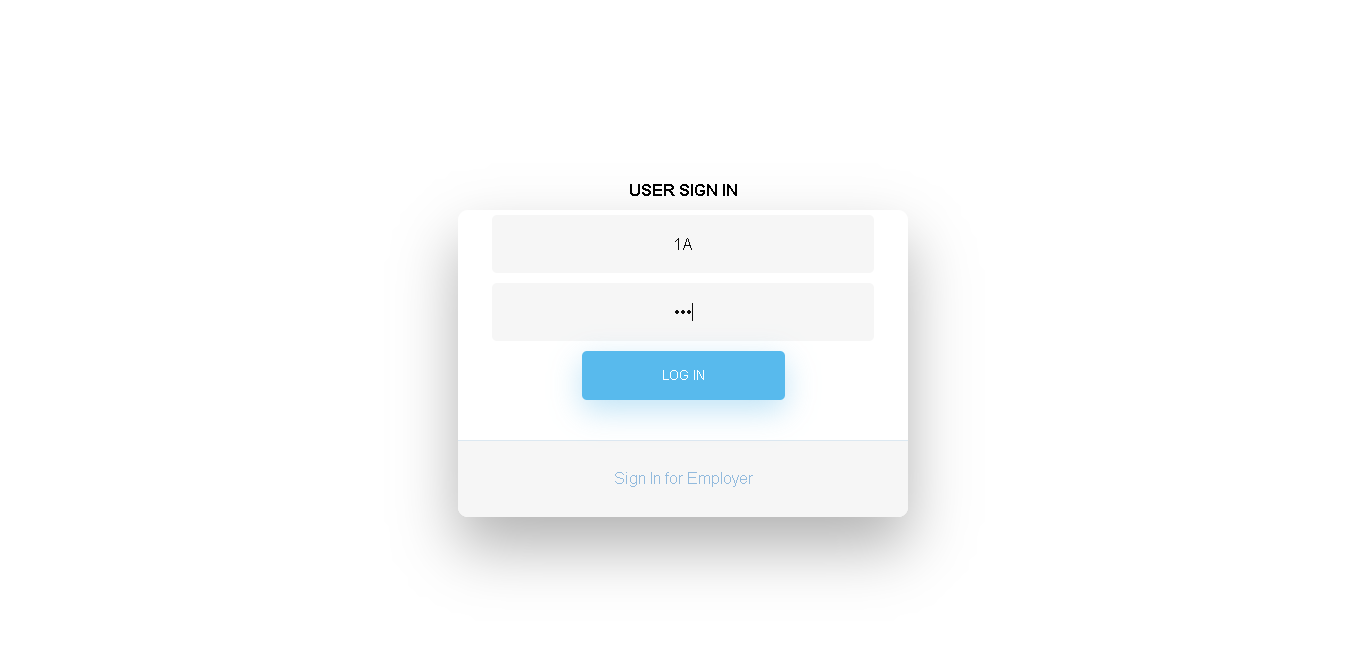 USER SIGN IN
1A
•••
LOG IN
Sign In for Employer